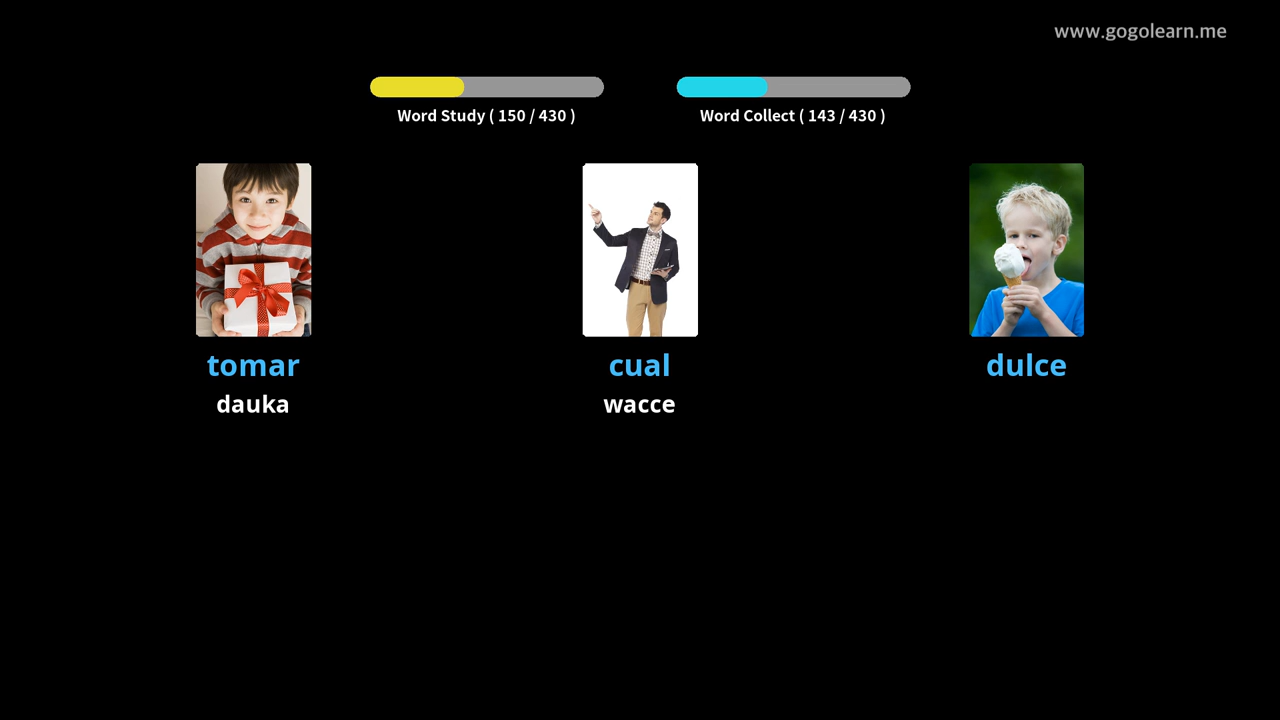 www.gogolearn.me
Word Study ( 150 / 430 )
Word Collect ( 143 / 430 )
tomar
cual
dulce
dauka
wacce